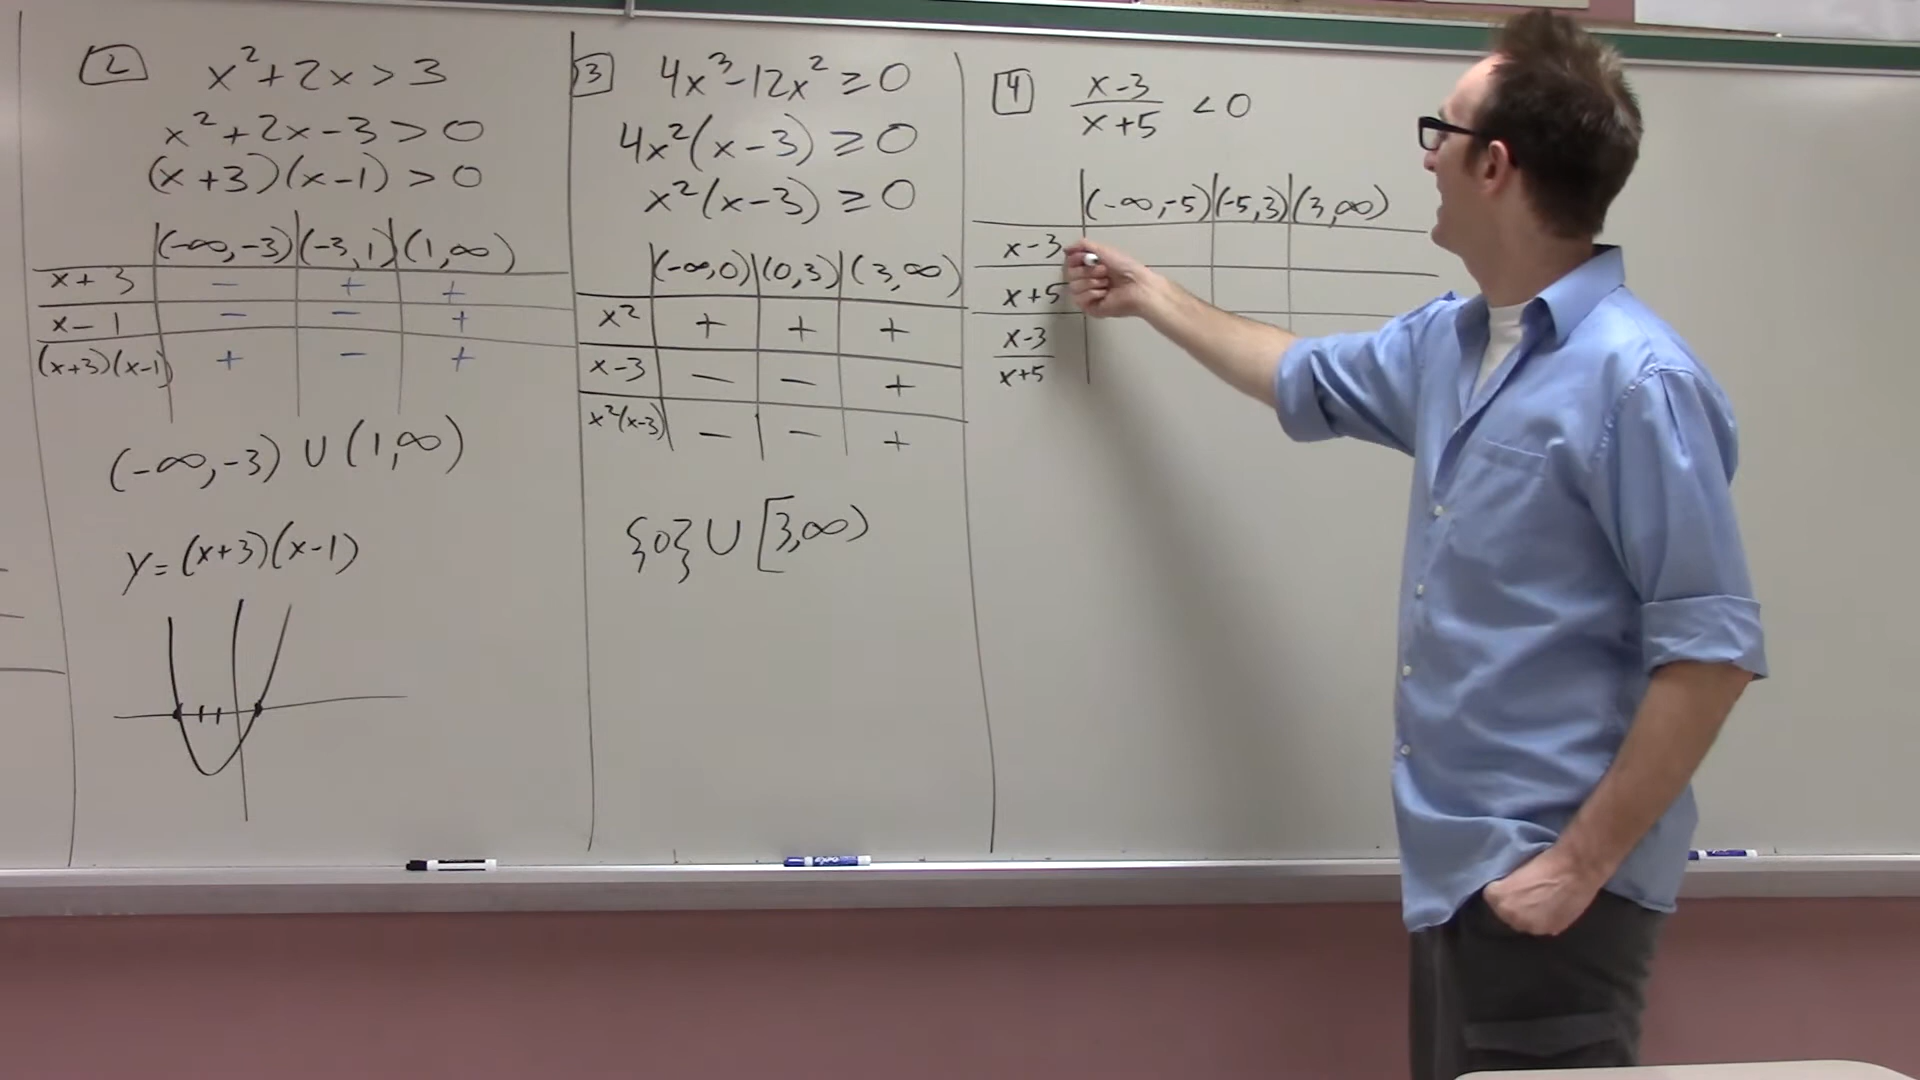 2 x²+2x>3
x²+2x-3>0
(x+3)(x-1)>0
(-∞,-3) (-3,1) (1,∞)
x+3 - + +
x-1 - - +
(x+3)(x-1) + - +
(-∞,-3) ∪ (1,∞)
y=(x+3)(x-1)
3 4x³-12x²≥0
4x²(x-3)≥0
x²(x-3)≥0
(-∞,0) (0,3) (3,∞)
x² + + +
x-3 - - +
x²(x-3) - - +
{0}∪[3,∞)
4 x-3
x+5 <0
(-∞,-5) (-5,3) (3,∞)
x-3
x+5
x-3
x+5